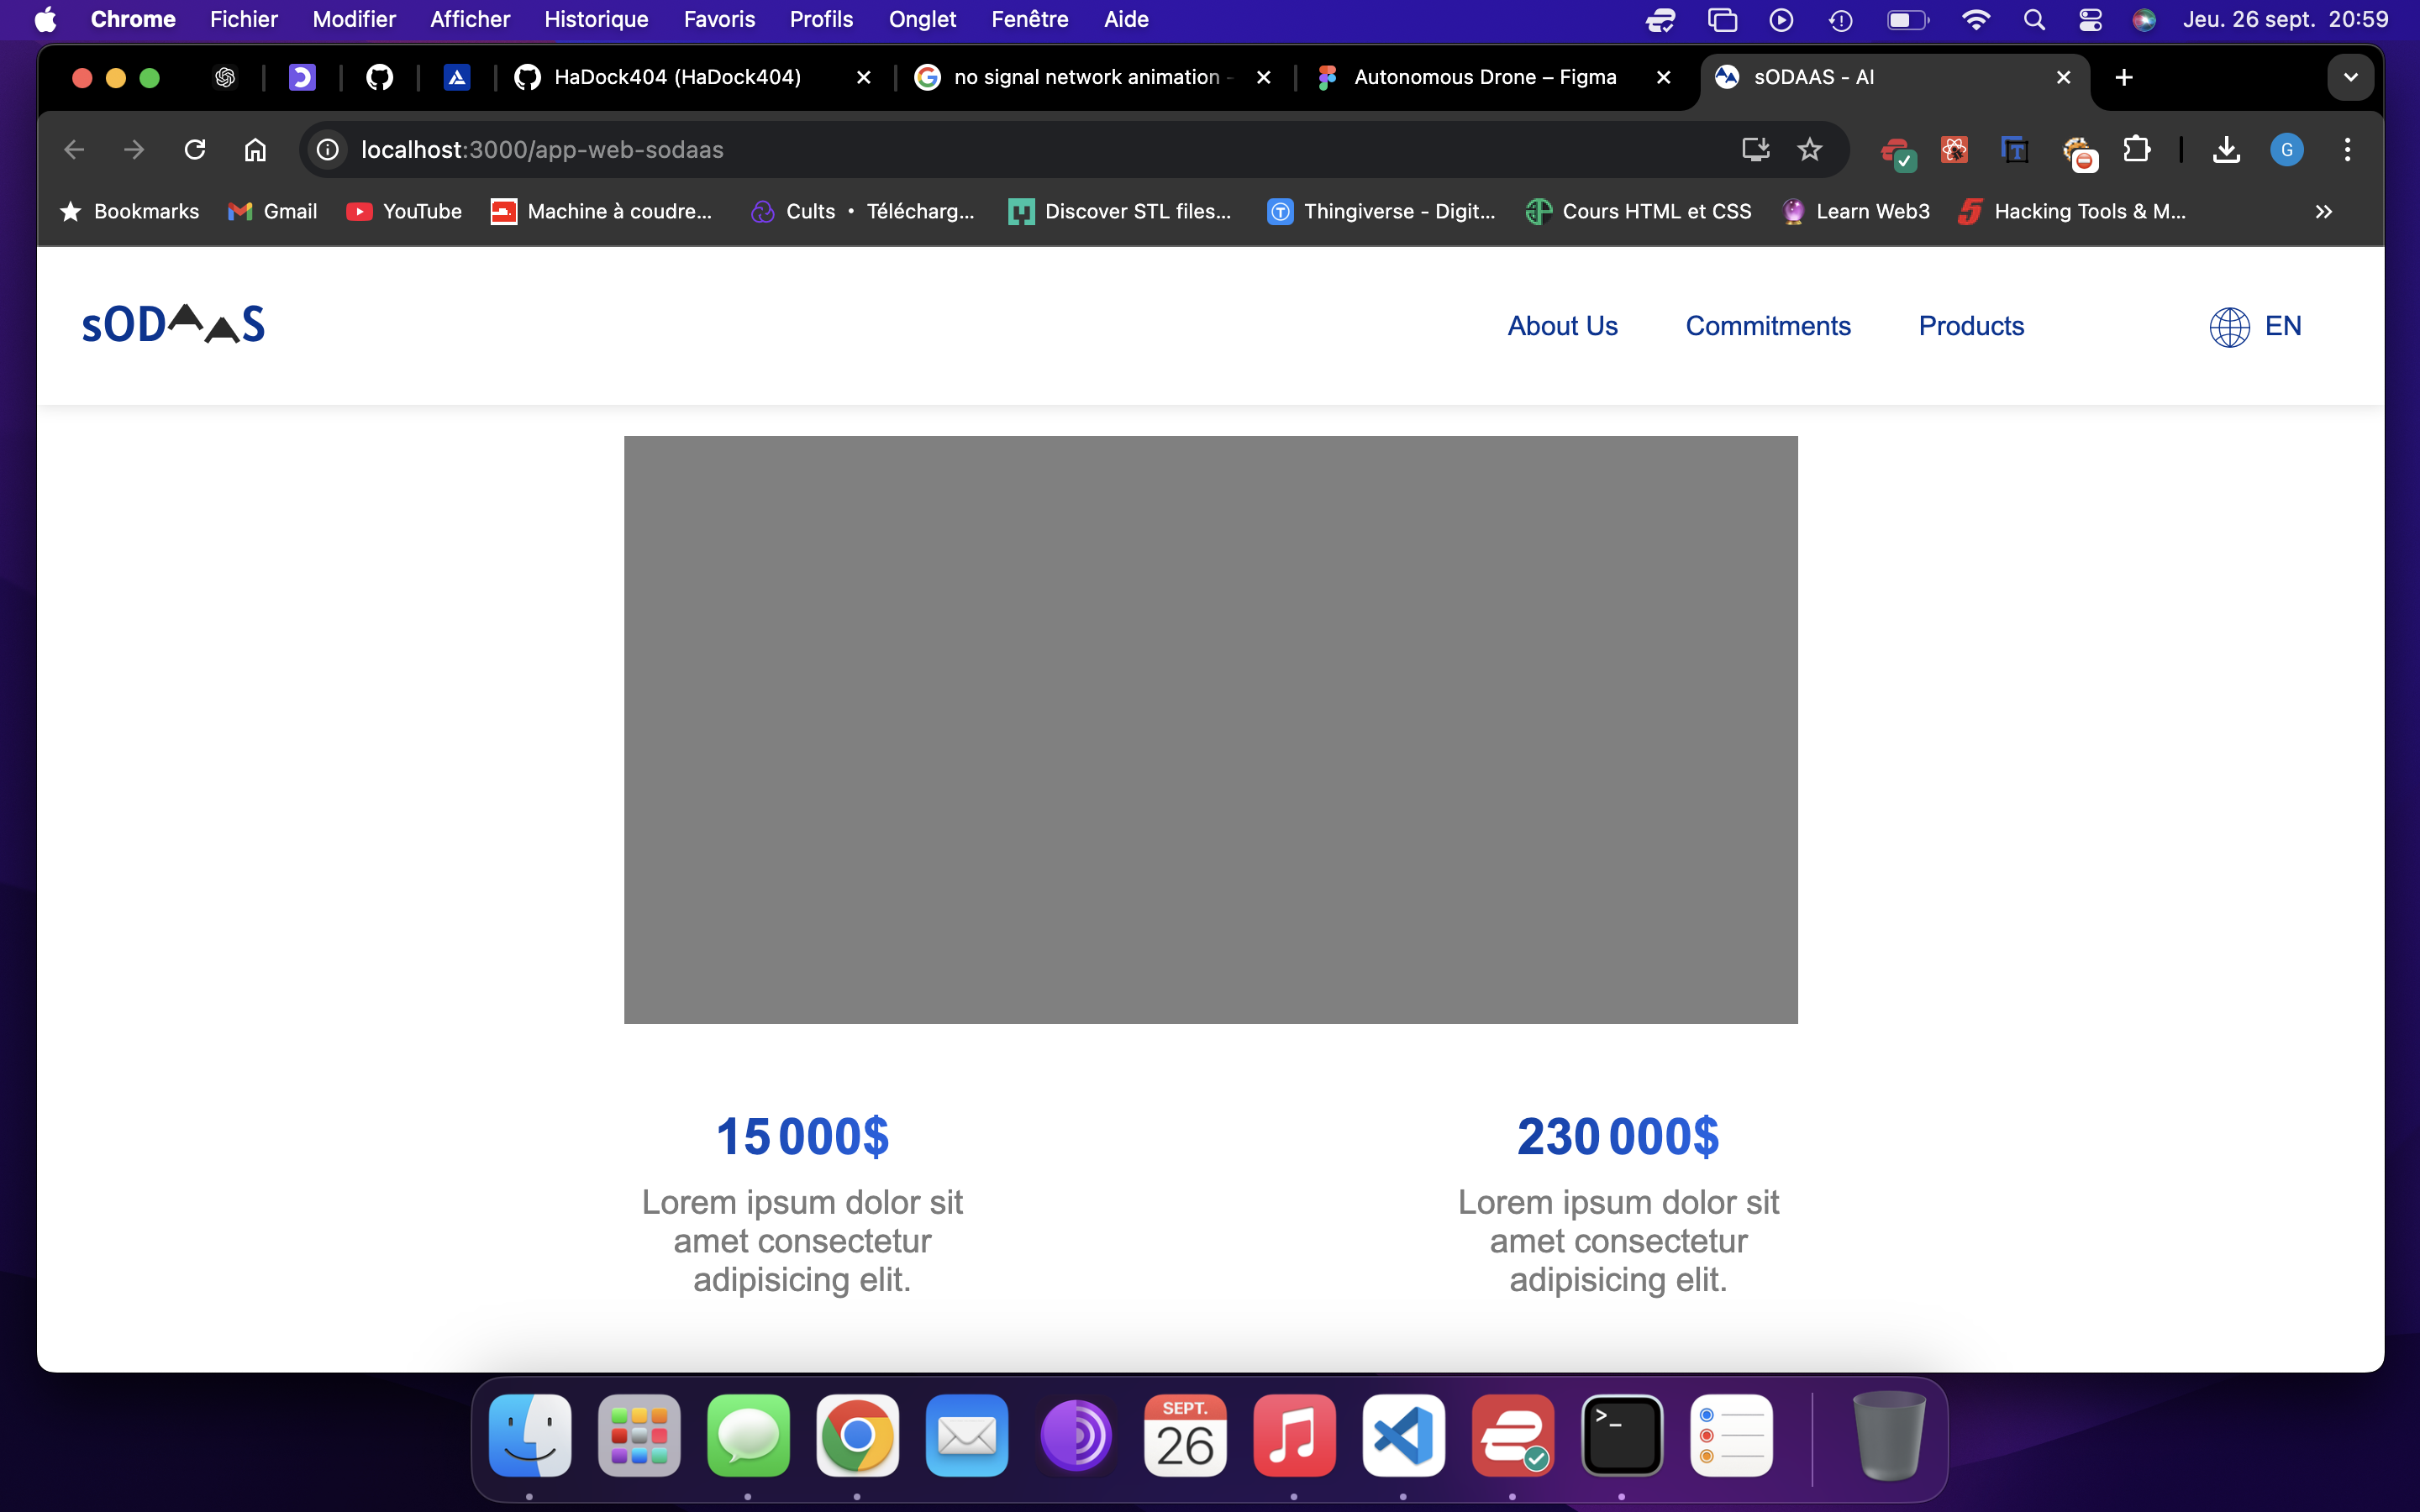 Chrome Fichier Modifier Afficher Historique Favoris Profils Onglet Fenêtre Aide Jeu. 26 sept. 20:59
HaDock404 (HaDock404) no signal network animation - Autonomous Drone – Figma sODAAS - AI
localhost:3000/app-web-sodaas G
Bookmarks Gmail YouTube Machine à coudre... Cults • Télécharg... Discover STL files... Thingiverse - Digit... Cours HTML et CSS Learn Web3 Hacking Tools & M...
sODAAS About Us Commitments Products EN
15 000$
Lorem ipsum dolor sit
amet consectetur
adipisicing elit.
230 000$
Lorem ipsum dolor sit
amet consectetur
adipisicing elit.
SEPT.
26